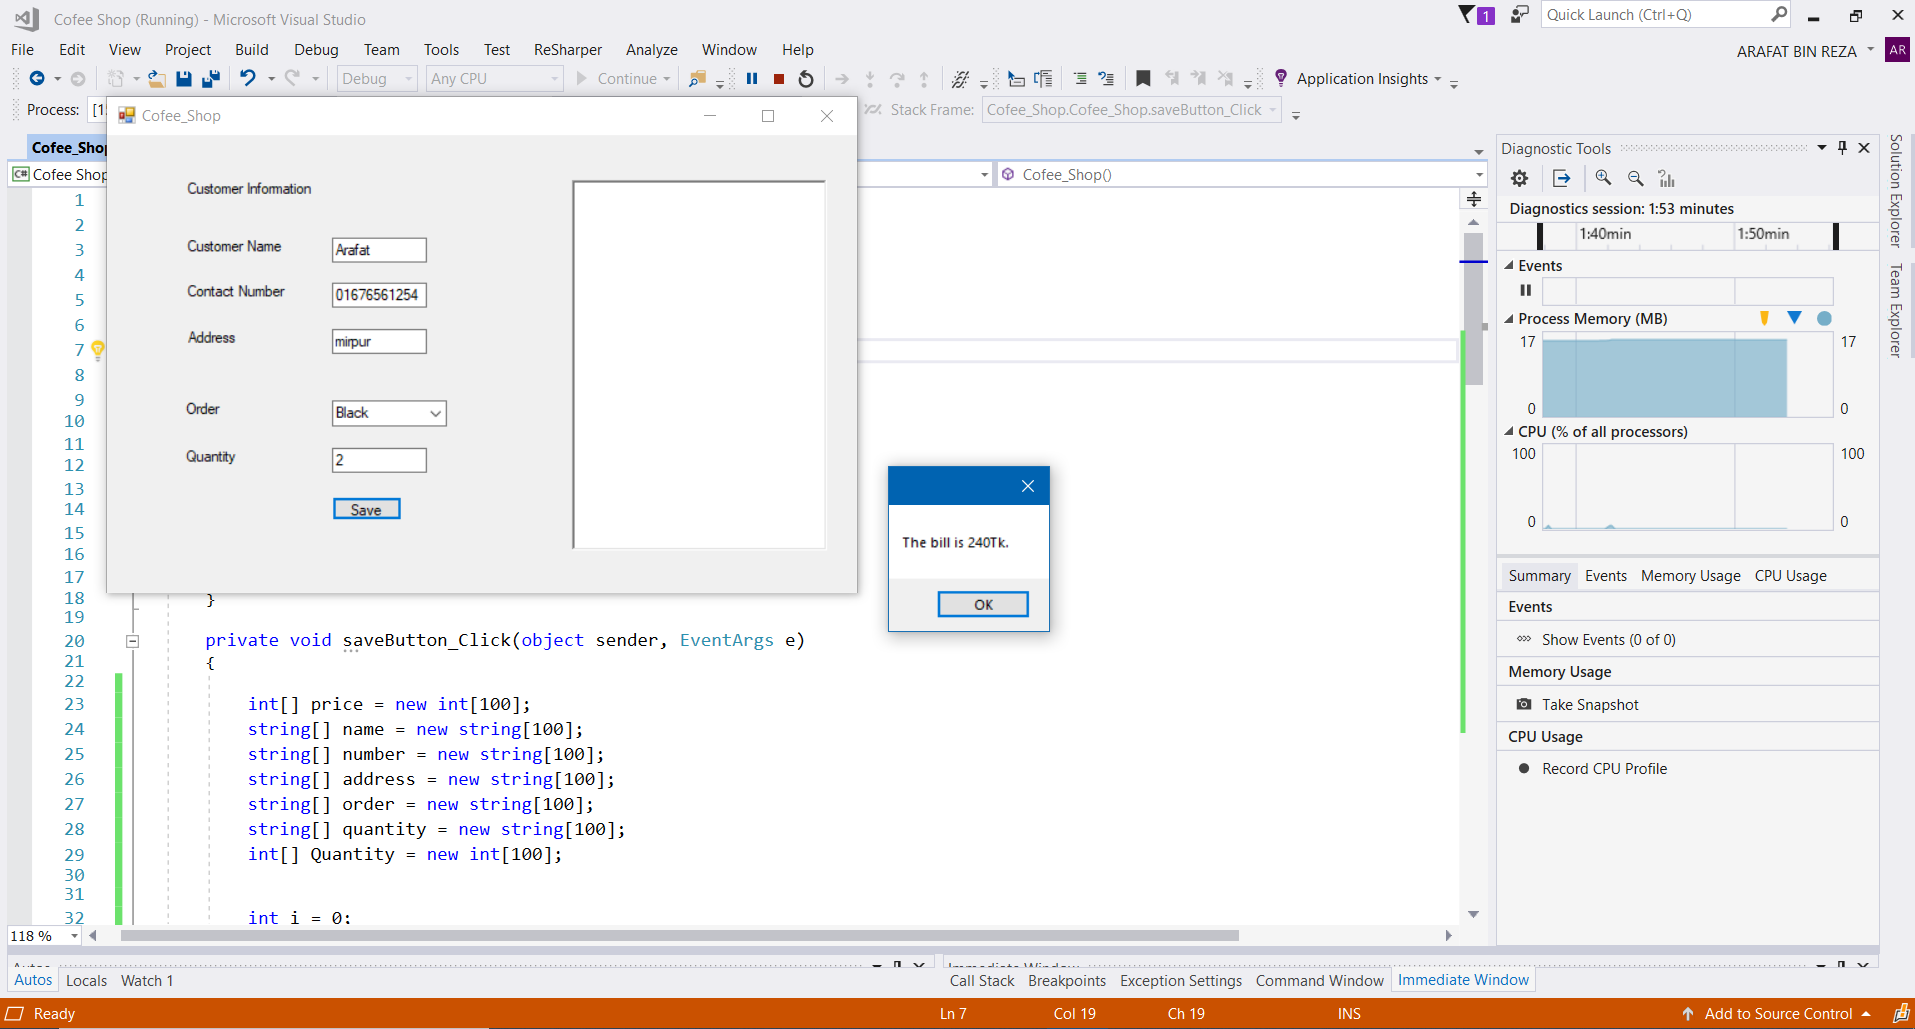 Cofee Shop (Running) - Microsoft Visual Studio
1
Quick Launch (Ctrl+Q)
File Edit View Project Build Debug Team Tools Test ReSharper Analyze Window Help
ARAFAT BIN REZA AR
Debug Any CPU Continue Application Insights
Process: [1 Stack Frame: Cofee_Shop.Cofee_Shop.saveButton_Click
Cofee_Shop
Cofee_Shop
C# Cofee Shop Cofee_Shop()
Customer Information
Customer Name Arafat
Contact Number 01676561254
Address mirpur
Order Black
Quantity 2
Save
The bill is 240Tk.
OK
1
2
3
4
5
6
7
8
9
10
11
12
13
14
15
16
17
18 }
19
20 private void saveButton_Click(object sender, EventArgs e)
21 {
22
23 int[] price = new int[100];
24 string[] name = new string[100];
25 string[] number = new string[100];
26 string[] address = new string[100];
27 string[] order = new string[100];
28 string[] quantity = new string[100];
29 int[] Quantity = new int[100];
30
31
32 int i = 0;
118 %
Diagnostic Tools
Diagnostics session: 1:53 minutes
1:40min 1:50min
Events
Process Memory (MB)
17 17
0 0
CPU (% of all processors)
100 100
0 0
Summary Events Memory Usage CPU Usage
Events
Show Events (0 of 0)
Memory Usage
Take Snapshot
CPU Usage
Record CPU Profile
Solution Explorer
Team Explorer
Autos Immediate Window
Autos Locals Watch 1
Call Stack Breakpoints Exception Settings Command Window Immediate Window
Ready Ln 7 Col 19 Ch 19 INS Add to Source Control